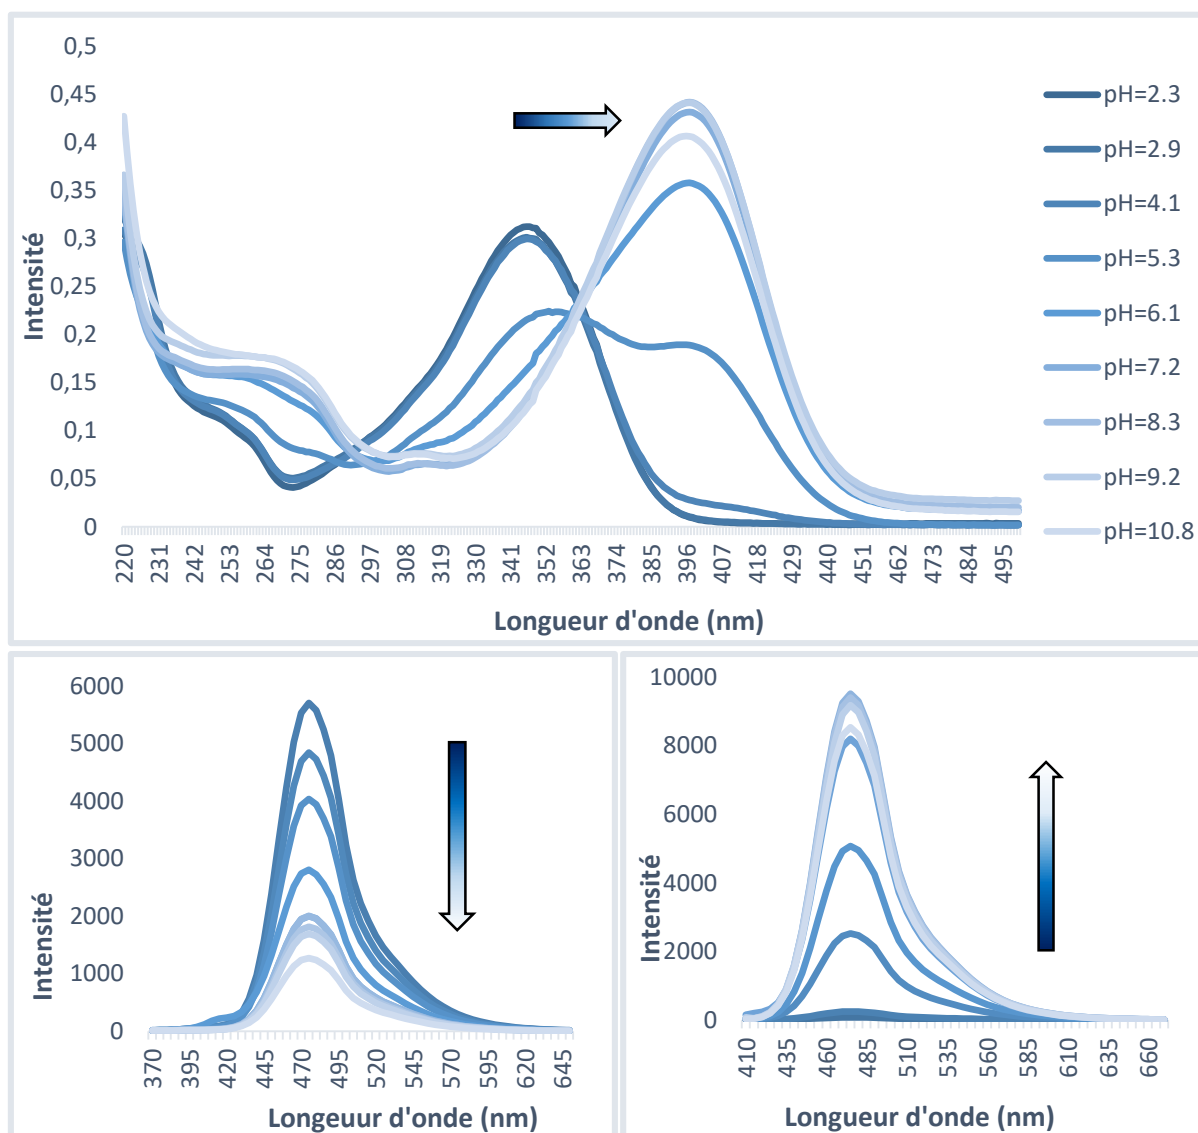 0,5
0,45
0,4
0,35
0,3
0,25
0,2
0,15
0,1
0,05
0
Intensité
220 231 242 253 264 275 286 297 308 319 330 341 352 363 374 385 396 407 418 429 440 451 462 473 484 495
Longueur d'onde (nm)
pH=2.3
pH=2.9
pH=4.1
pH=5.3
pH=6.1
pH=7.2
pH=8.3
pH=9.2
pH=10.8
6000
5000
4000
3000
2000
1000
0
Intensité
370 395 420 445 470 495 520 545 570 595 620 645
Longeuur d'onde (nm)
10000
8000
6000
4000
2000
0
Intensité
410 435 460 485 510 535 560 585 610 635 660
Longueur d'onde (nm)